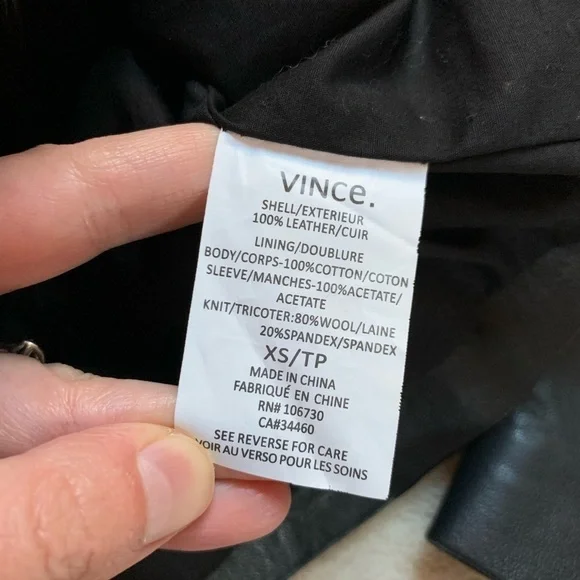 VINCe.
SHELL/EXTERIEUR
100% LEATHER/CUIR
LINING/DOUBLURE
BODY/CORPS-100%COTTON/COTON
SLEEVE/MANCHES-100%ACETATE/
ACETATE
KNIT/TRICOTER:80%WOOL/LAINE
20%SPANDEX/SPANDEX
XS/TP
MADE IN CHINA
FABRIQUÉ EN CHINE
RN# 106730
CA#34460
SEE REVERSE FOR CARE
VOIR AU VERSO POUR LES SOINS